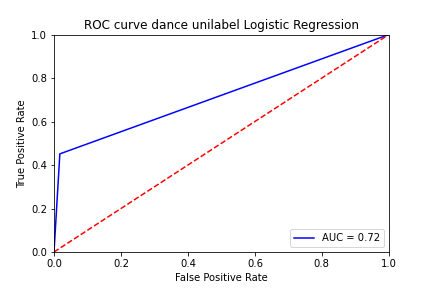 ROC curve dance unilabel Logistic Regression
1.0
0.8
0.6
0.4
0.2
0.0
True Positive Rate
AUC = 0.72
0.0 0.2 0.4 0.6 0.8 1.0
False Positive Rate